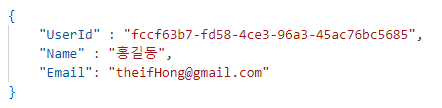 {
"UserId" : "fccf63b7-fd58-4ce3-96a3-45ac76bc5685",
"Name" : "홍길동",
"Email": "theifHong@gmail.com"
}